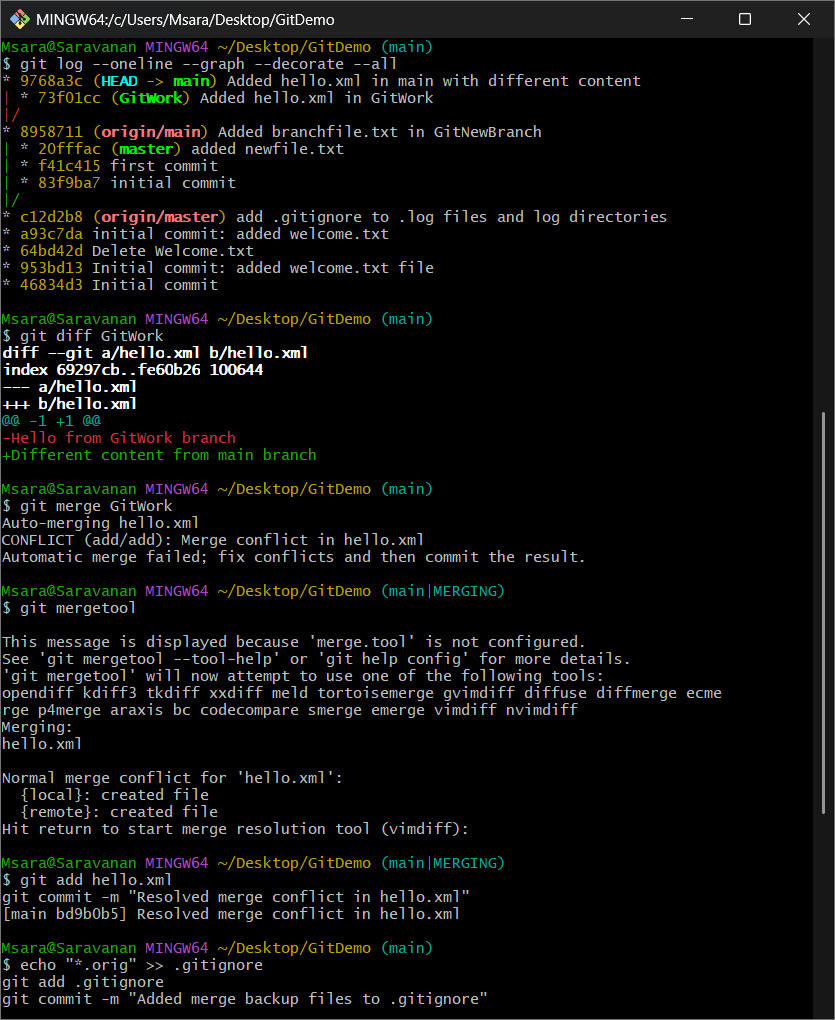 MINGW64:/c/Users/Msara/Desktop/GitDemo
Msara@Saravanan MINGW64 ~/Desktop/GitDemo (main)
$ git log --oneline --graph --decorate --all
* 9768a3c (HEAD -> main) Added hello.xml in main with different content
| * 73f01cc (GitWork) Added hello.xml in GitWork
|/
* 8958711 (origin/main) Added branchfile.txt in GitNewBranch
| * 20fffac (master) added newfile.txt
| * f41c415 first commit
| * 83f9ba7 initial commit
|/
* c12d2b8 (origin/master) add .gitignore to .log files and log directories
* a93c7da initial commit: added welcome.txt
* 64bd42d Delete Welcome.txt
* 953bd13 Initial commit: added welcome.txt file
* 46834d3 Initial commit
Msara@Saravanan MINGW64 ~/Desktop/GitDemo (main)
$ git diff GitWork
diff --git a/hello.xml b/hello.xml
index 69297cb..fe60b26 100644
--- a/hello.xml
+++ b/hello.xml
@@ -1 +1 @@
-Hello from GitWork branch
+Different content from main branch
Msara@Saravanan MINGW64 ~/Desktop/GitDemo (main)
$ git merge GitWork
Auto-merging hello.xml
CONFLICT (add/add): Merge conflict in hello.xml
Automatic merge failed; fix conflicts and then commit the result.
Msara@Saravanan MINGW64 ~/Desktop/GitDemo (main|MERGING)
$ git mergetool
This message is displayed because 'merge.tool' is not configured.
See 'git mergetool --tool-help' or 'git help config' for more details.
'git mergetool' will now attempt to use one of the following tools:
opendiff kdiff3 tkdiff xxdiff meld tortoisemerge gvimdiff diffuse diffmerge ecme
rge p4merge araxis bc codecompare smerge emerge vimdiff nvimdiff
Merging:
hello.xml
Normal merge conflict for 'hello.xml':
  {local}: created file
  {remote}: created file
Hit return to start merge resolution tool (vimdiff):
Msara@Saravanan MINGW64 ~/Desktop/GitDemo (main|MERGING)
$ git add hello.xml
git commit -m "Resolved merge conflict in hello.xml"
[main bd9b0b5] Resolved merge conflict in hello.xml
Msara@Saravanan MINGW64 ~/Desktop/GitDemo (main)
$ echo "*.orig" >> .gitignore
git add .gitignore
git commit -m "Added merge backup files to .gitignore"